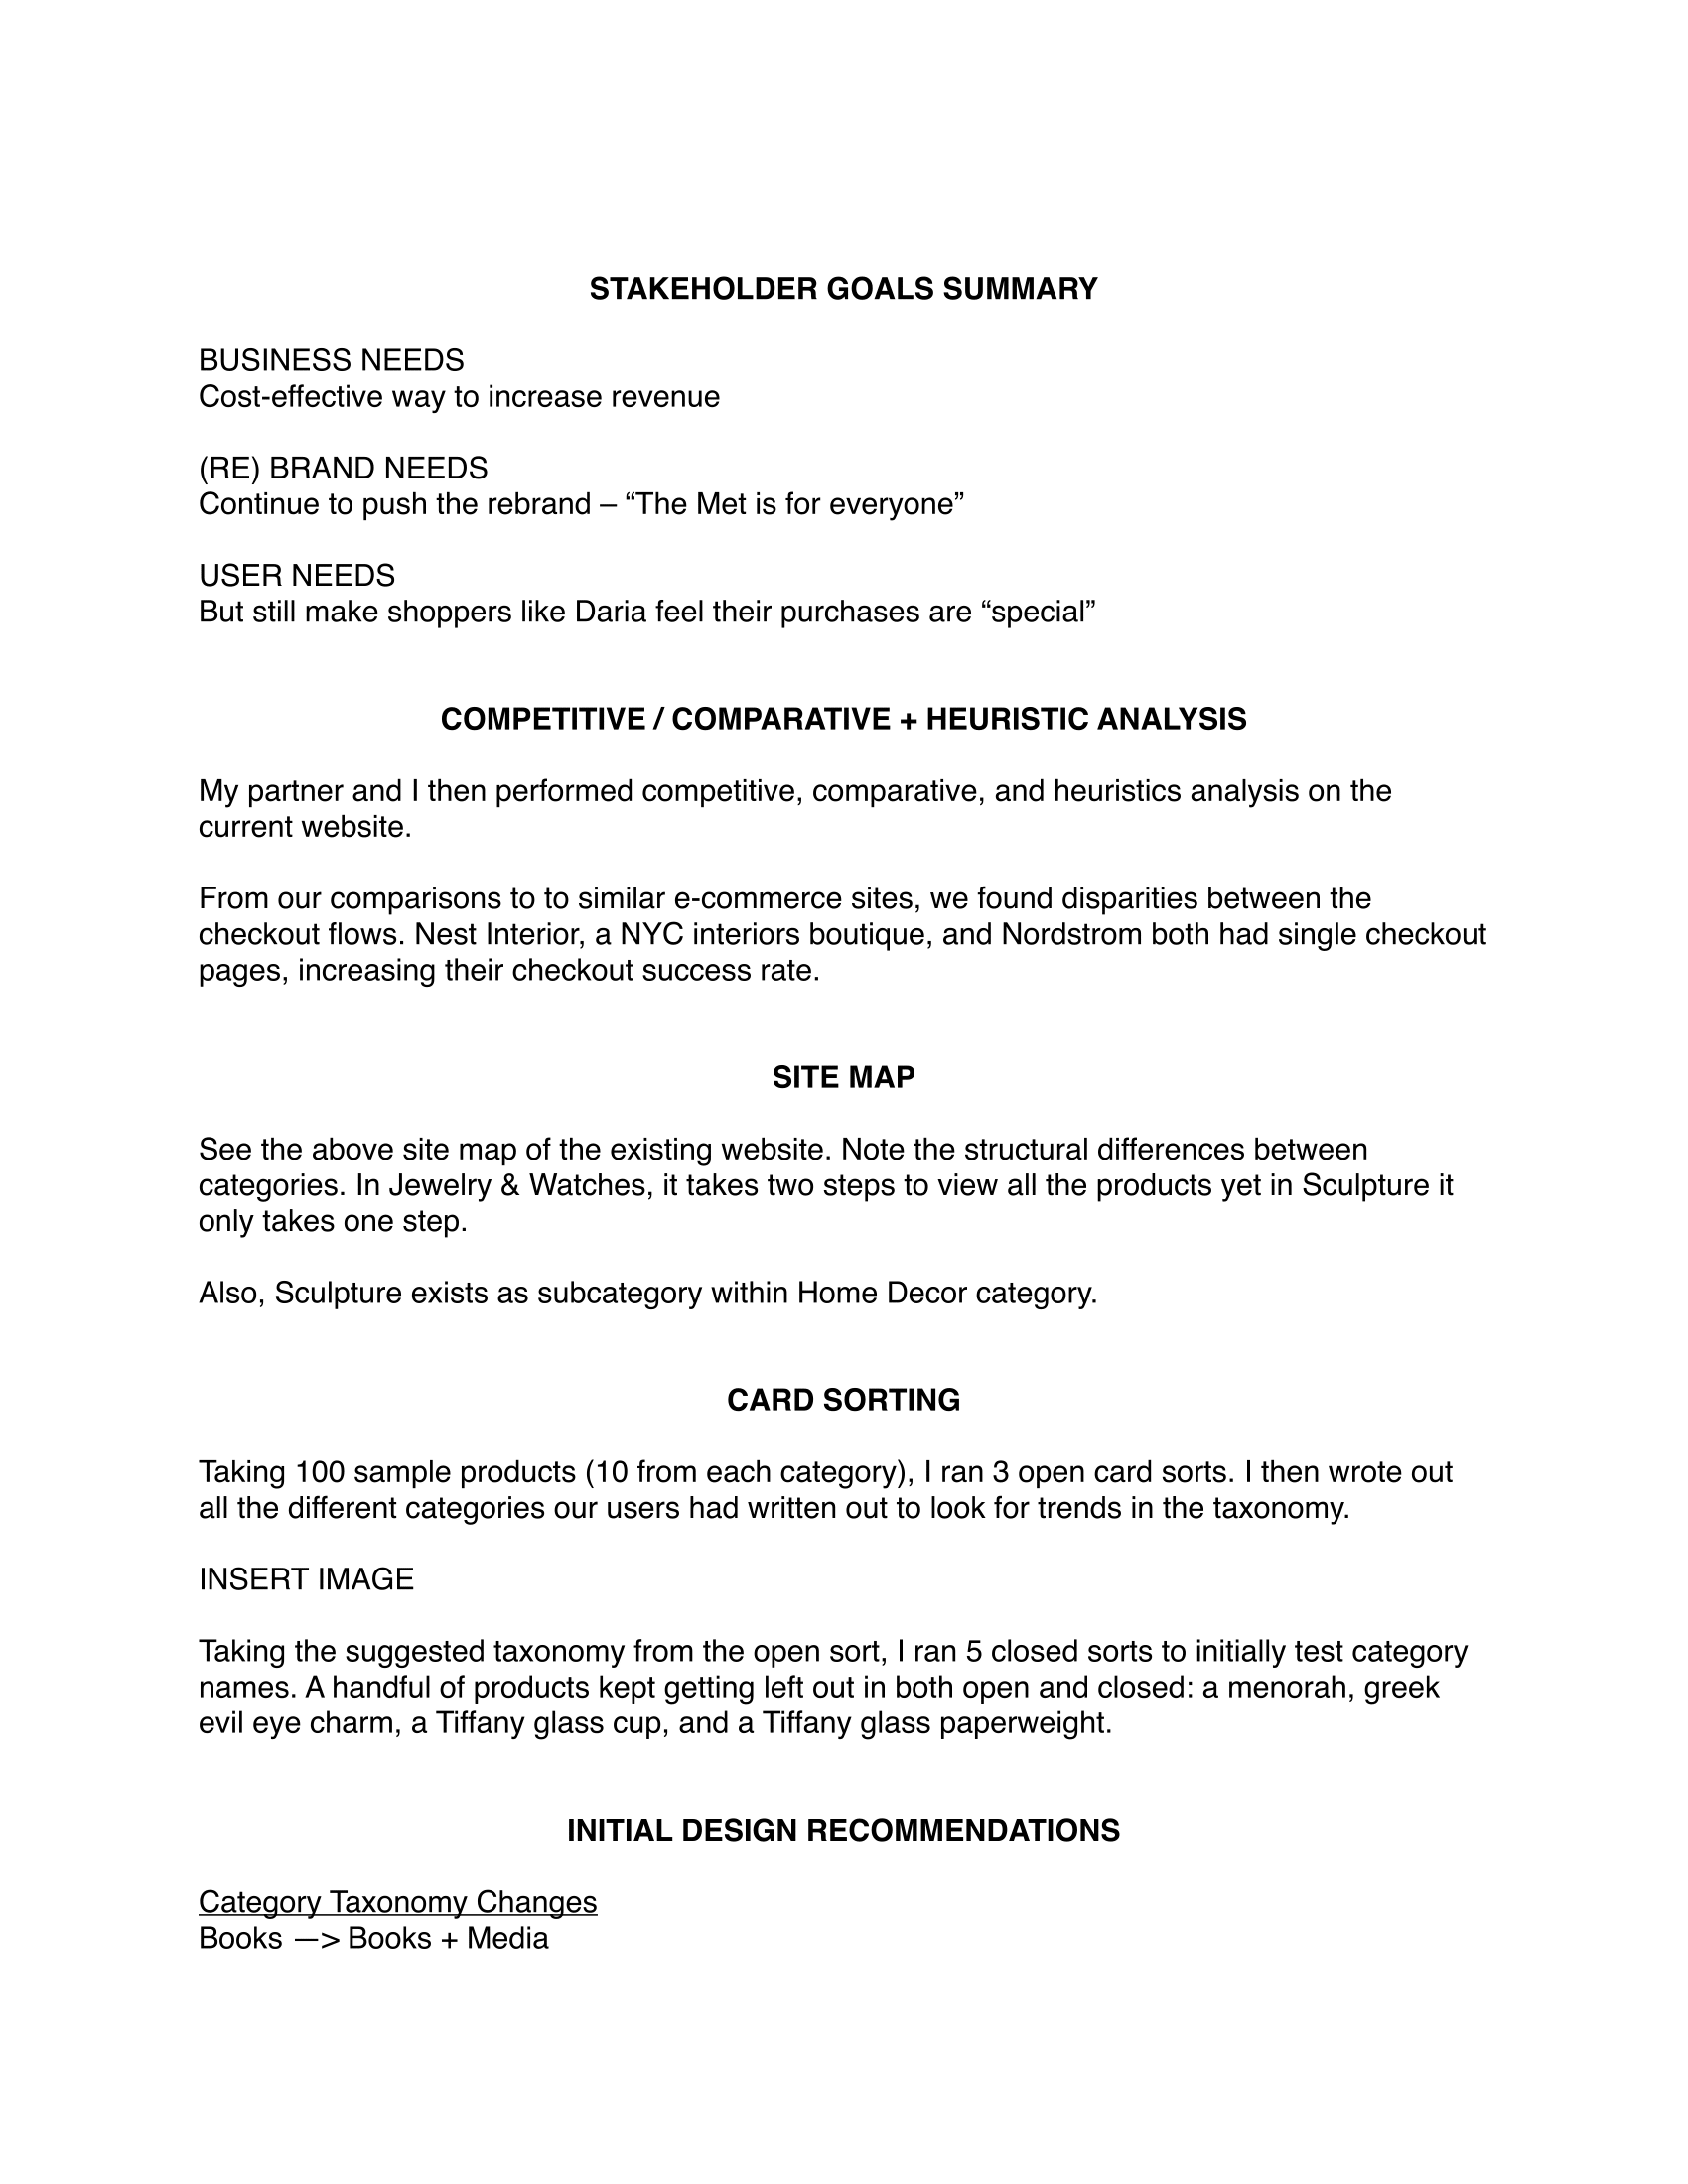 STAKEHOLDER GOALS SUMMARY
BUSINESS NEEDS
Cost-effective way to increase revenue
(RE) BRAND NEEDS
Continue to push the rebrand – “The Met is for everyone”
USER NEEDS
But still make shoppers like Daria feel their purchases are “special”
COMPETITIVE / COMPARATIVE + HEURISTIC ANALYSIS
My partner and I then performed competitive, comparative, and heuristics analysis on the
current website.
From our comparisons to to similar e-commerce sites, we found disparities between the
checkout flows. Nest Interior, a NYC interiors boutique, and Nordstrom both had single checkout
pages, increasing their checkout success rate.
SITE MAP
See the above site map of the existing website. Note the structural differences between
categories. In Jewelry & Watches, it takes two steps to view all the products yet in Sculpture it
only takes one step.
Also, Sculpture exists as subcategory within Home Decor category.
CARD SORTING
Taking 100 sample products (10 from each category), I ran 3 open card sorts. I then wrote out
all the different categories our users had written out to look for trends in the taxonomy.
INSERT IMAGE
Taking the suggested taxonomy from the open sort, I ran 5 closed sorts to initially test category
names. A handful of products kept getting left out in both open and closed: a menorah, greek
evil eye charm, a Tiffany glass cup, and a Tiffany glass paperweight.
INITIAL DESIGN RECOMMENDATIONS
Category Taxonomy Changes
Books —> Books + Media